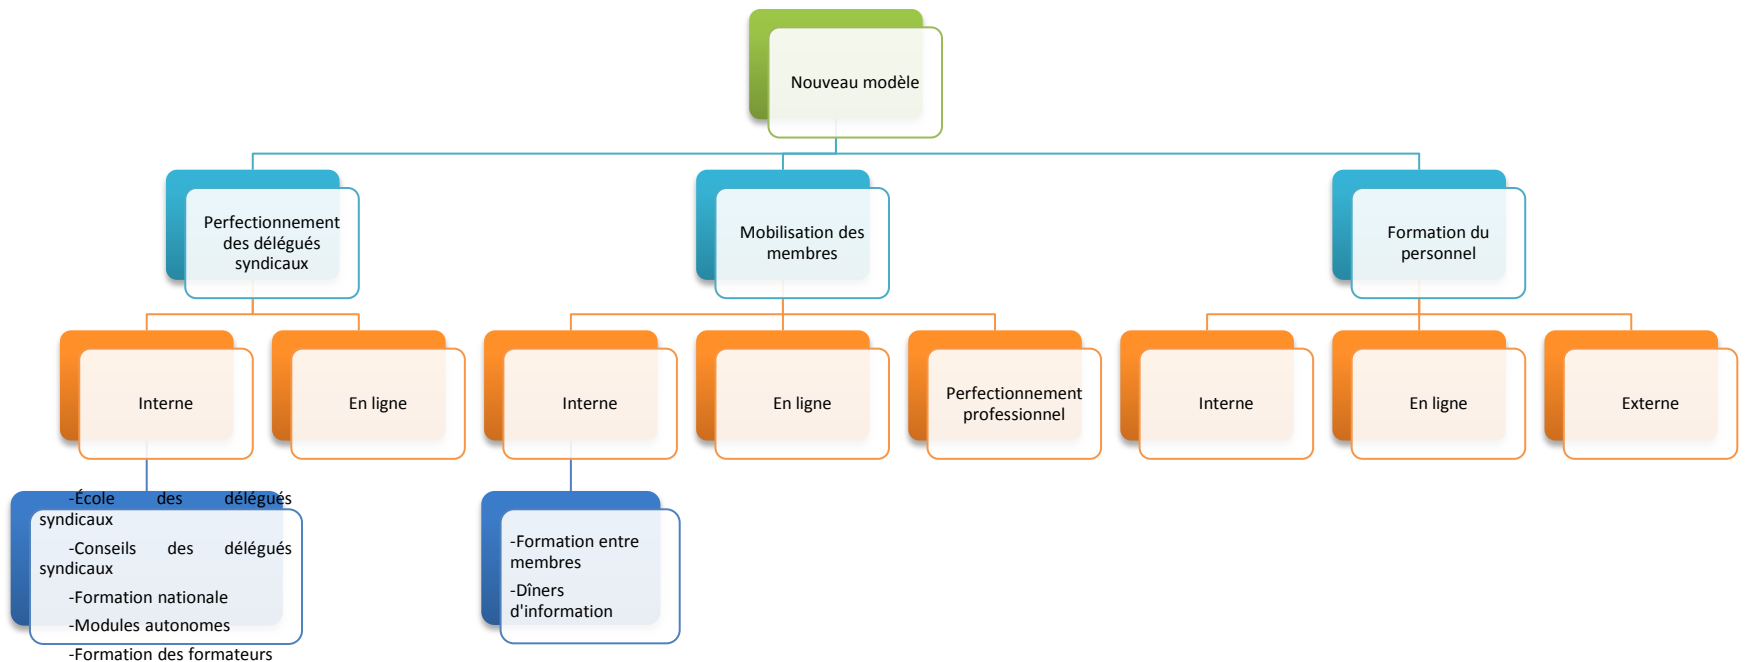 Nouveau modèle
Perfectionnement
des délégués
syndicaux
Mobilisation des
membres
Formation du
personnel
Interne
En ligne
Interne
En ligne
Perfectionnement
professionnel
Interne
En ligne
Externe
-École des délégués
syndicaux
-Conseils des délégués
syndicaux
-Formation nationale
-Modules autonomes
-Formation des formateurs
-Formation entre
membres
-Dîners
d'information